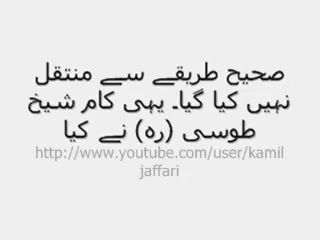 صحیح طریقے سے منتقل
نہیں کیا گیا۔ یہی کام شیخ
طوسی (رہ) نے کیا
http://www.youtube.com/user/kamil
jaffari